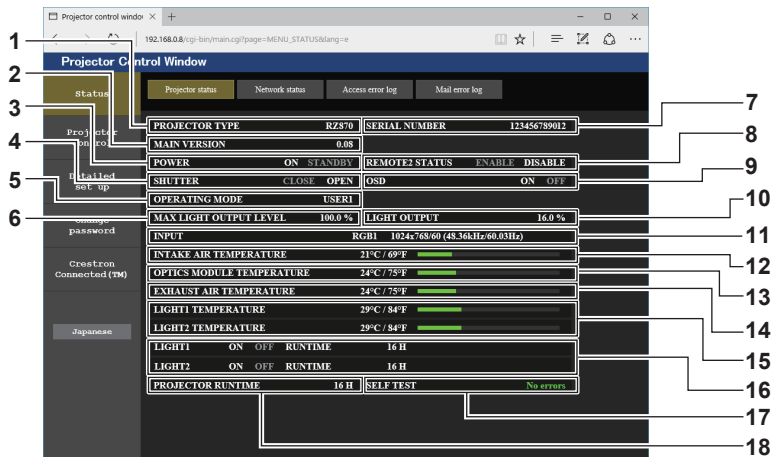 Projector control windov
192.168.0.8/cgi-bin/main.cgi?page=MENU_STATUS&lang=e
Projector Control Window
Status
Projector status Network status Access error log Mail error log
Projector control
Detailed set up
Change password
Crestron Connected(TM)
Japanese
PROJECTOR TYPE RZ870 SERIAL NUMBER 123456789012
MAIN VERSION 0.08
POWER ON STANDBY REMOTE2 STATUS ENABLE DISABLE
SHUTTER CLOSE OPEN OSD ON OFF
OPERATING MODE USER1
MAX LIGHT OUTPUT LEVEL 100.0 % LIGHT OUTPUT 16.0 %
INPUT RGB1 1024x768/60 (48.36kHz/60.03Hz)
INTAKE AIR TEMPERATURE 21°C / 69°F
OPTICS MODULE TEMPERATURE 24°C / 75°F
EXHAUST AIR TEMPERATURE 24°C / 75°F
LIGHT1 TEMPERATURE 29°C / 84°F
LIGHT2 TEMPERATURE 29°C / 84°F
LIGHT1 ON OFF RUNTIME 16 H
LIGHT2 ON OFF RUNTIME 16 H
PROJECTOR RUNTIME 16 H SELF TEST No errors
1
2
3
4
5
6
7
8
9
10
11
12
13
14
15
16
17
18